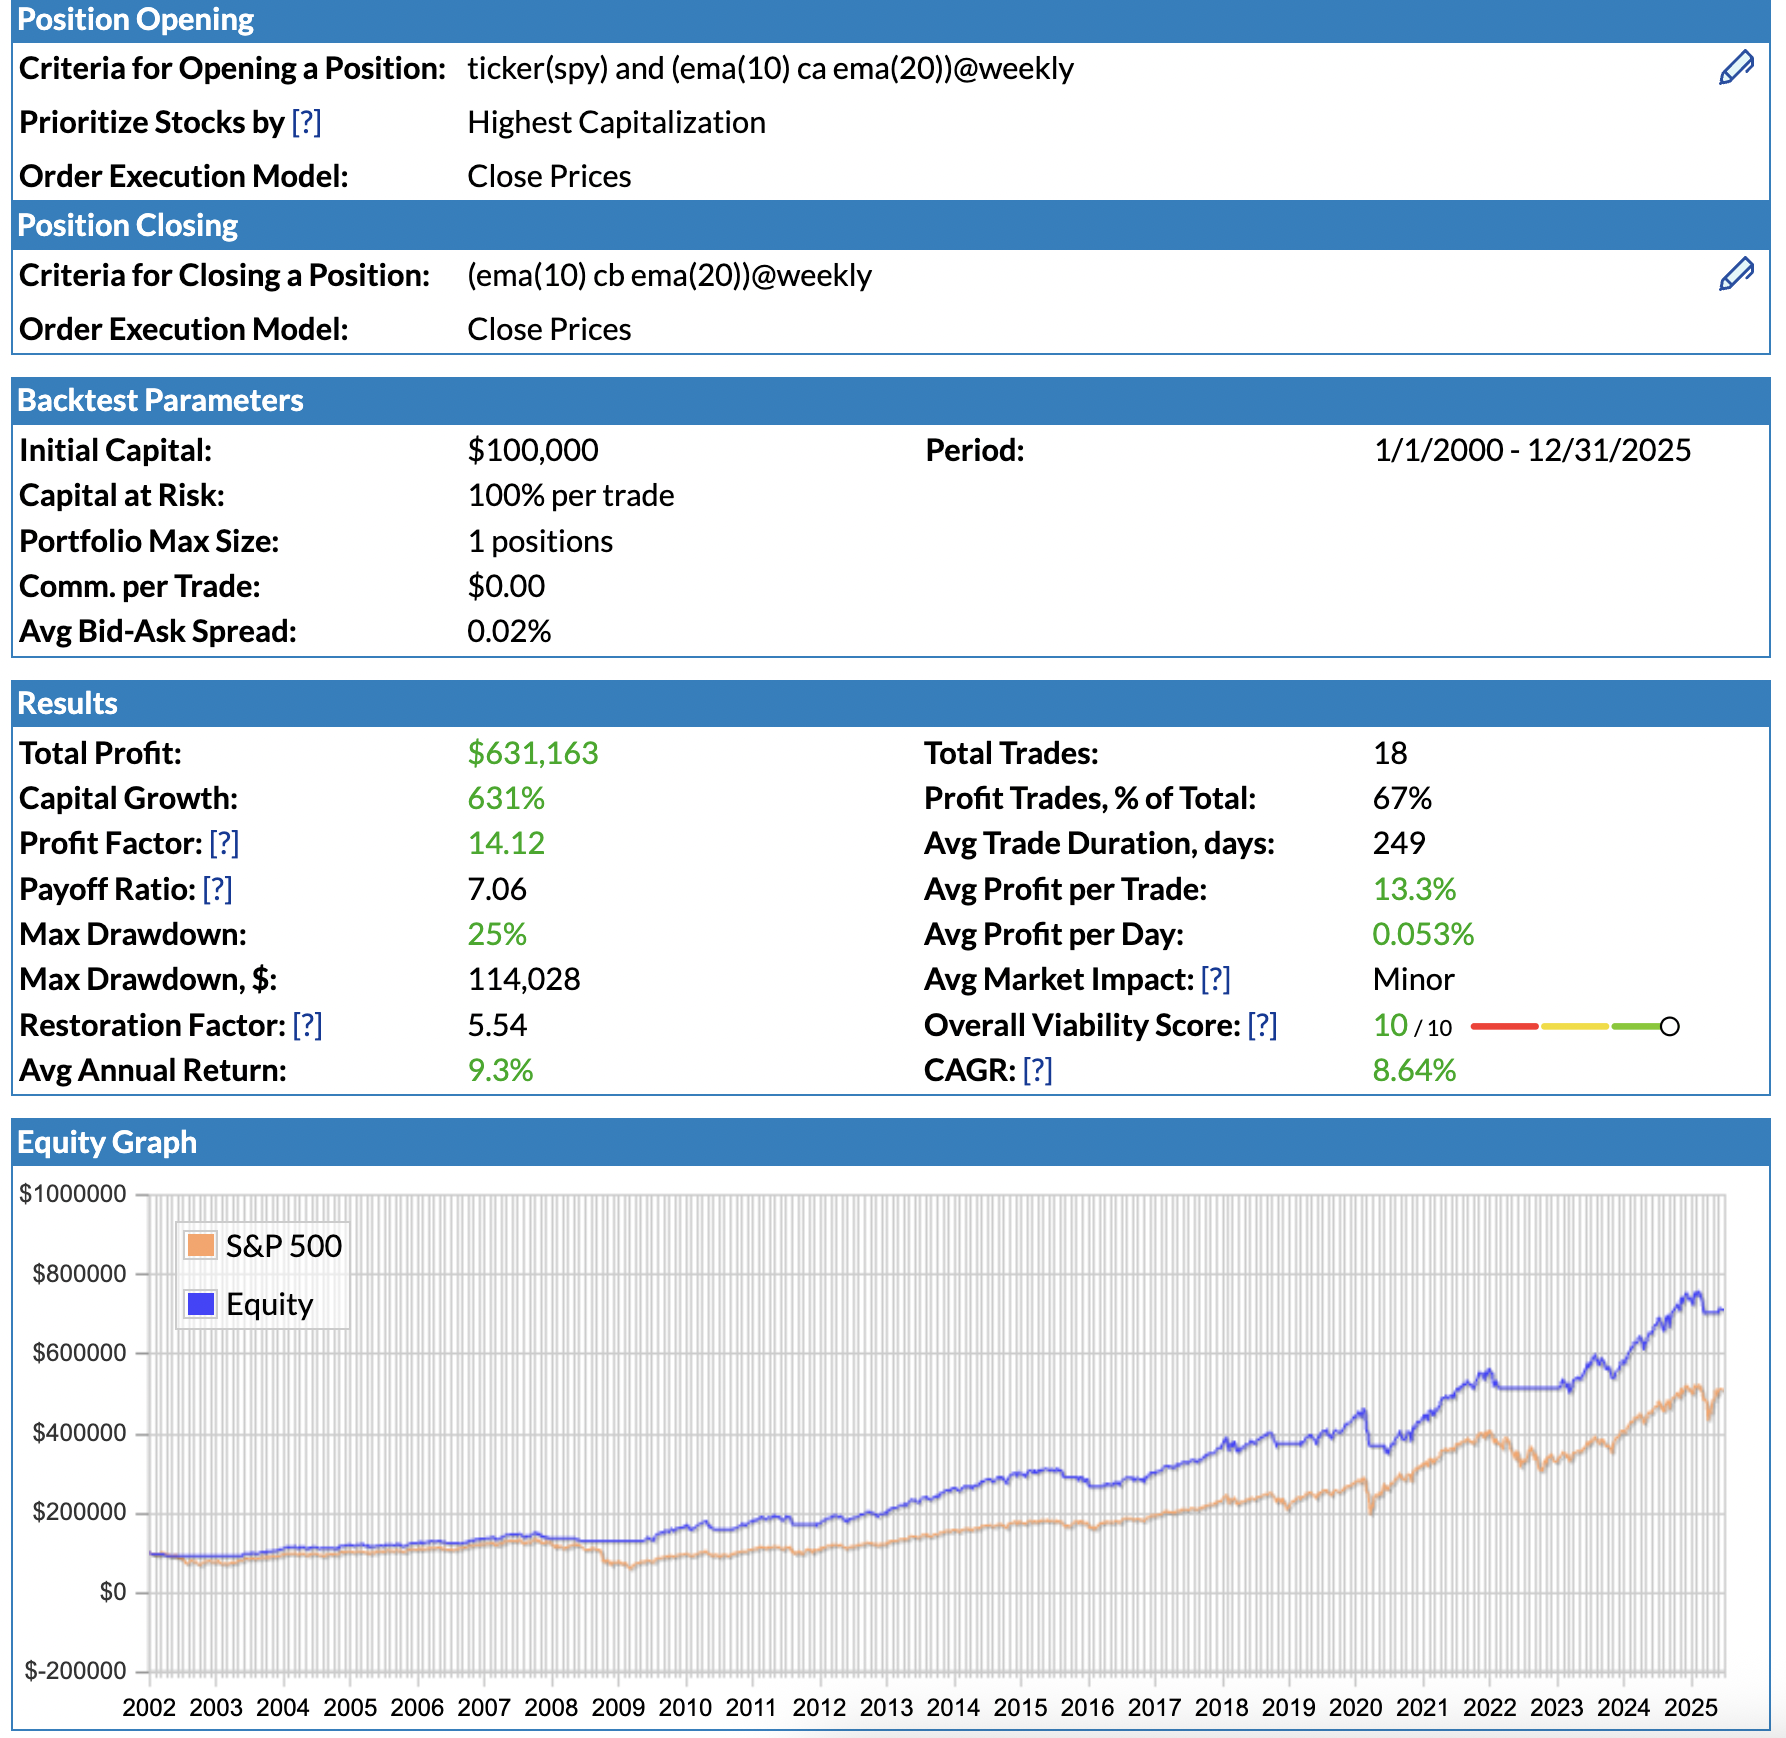 Position Opening
Criteria for Opening a Position: ticker(spy) and (ema(10) ca ema(20))@weekly
Prioritize Stocks by [?] Highest Capitalization
Order Execution Model: Close Prices
Position Closing
Criteria for Closing a Position: (ema(10) cb ema(20))@weekly
Order Execution Model: Close Prices
Backtest Parameters
Initial Capital: $100,000 Period: 1/1/2000 - 12/31/2025
Capital at Risk: 100% per trade
Portfolio Max Size: 1 positions
Comm. per Trade: $0.00
Avg Bid-Ask Spread: 0.02%
Results
Total Profit: $631,163 Total Trades: 18
Capital Growth: 631% Profit Trades, % of Total: 67%
Profit Factor: [?] 14.12 Avg Trade Duration, days: 249
Payoff Ratio: [?] 7.06 Avg Profit per Trade: 13.3%
Max Drawdown: 25% Avg Profit per Day: 0.053%
Max Drawdown, $: 114,028 Avg Market Impact: [?] Minor
Restoration Factor: [?] 5.54 Overall Viability Score: [?] 10 / 10
Avg Annual Return: 9.3% CAGR: [?] 8.64%
Equity Graph
$1000000
S&P 500
$800000
Equity
$600000
$400000
$200000
$0
$-200000
2002 2003 2004 2005 2006 2007 2008 2009 2010 2011 2012 2013 2014 2015 2016 2017 2018 2019 2020 2021 2022 2023 2024 2025